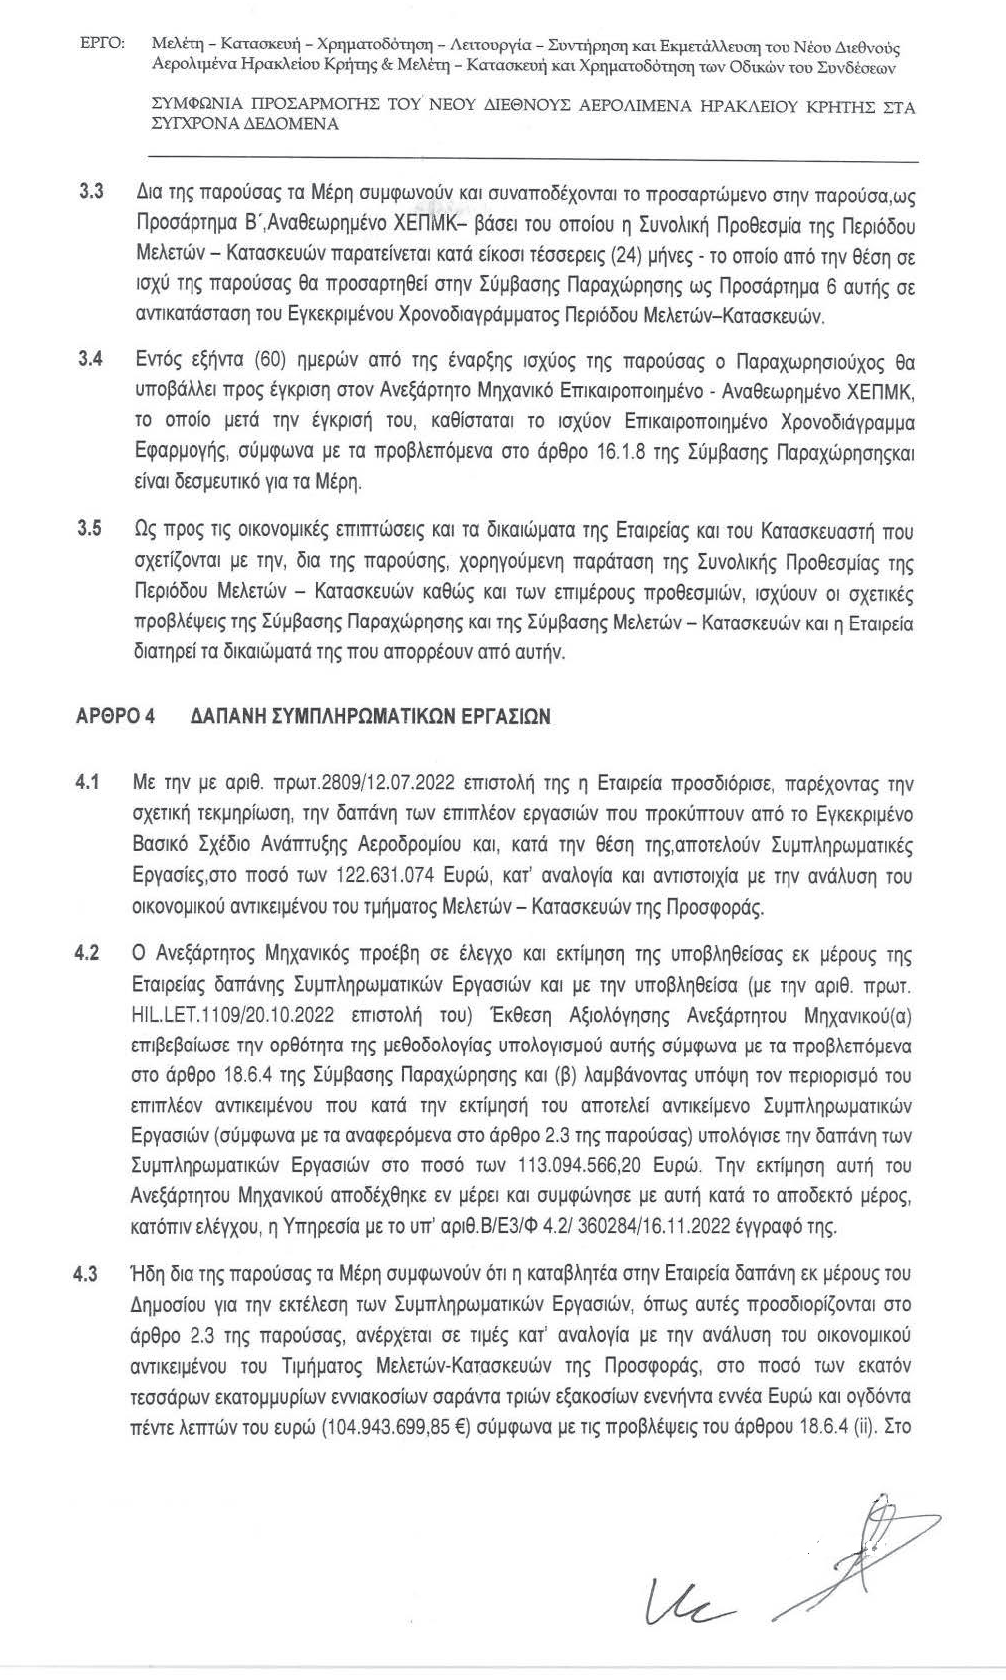 ΕΡΓΟ: Μελέτη – Κατασκευή – Χρηματοδότηση – Λειτουργία – Συντήρηση και Εκμετάλλευση του Νέου Διεθνούς
Αερολιμένα Ηρακλείου Κρήτης & Μελέτη – Κατασκευή και Χρηματοδότηση των Οδικών του Συνδέσεων
ΣΥΜΦΩΝΙΑ ΠΡΟΣΑΡΜΟΓΗΣ ΤΟΥ ΝΕΟΥ ΔΙΕΘΝΟΥΣ ΑΕΡΟΛΙΜΕΝΑ ΗΡΑΚΛΕΙΟΥ ΚΡΗΤΗΣ ΣΤΑ
ΣΥΓΧΡΟΝΑ ΔΕΔΟΜΕΝΑ
3.3 Δια της παρούσας τα Μέρη συμφωνούν και συναποδέχονται το προσαρτώμενο στην παρούσα,ως
Προσάρτημα Β΄,Αναθεωρημένο ΧΕΠΜΚ– βάσει του οποίου η Συνολική Προθεσμία της Περιόδου
Μελετών – Κατασκευών παρατείνεται κατά είκοσι τέσσερεις (24) μήνες - το οποίο από την θέση σε
ισχύ της παρούσας θα προσαρτηθεί στην Σύμβασης Παραχώρησης ως Προσάρτημα 6 αυτής σε
αντικατάσταση του Εγκεκριμένου Χρονοδιαγράμματος Περιόδου Μελετών–Κατασκευών.
3.4 Εντός εξήντα (60) ημερών από της έναρξης ισχύος της παρούσας ο Παραχωρησιούχος θα
υποβάλλει προς έγκριση στον Ανεξάρτητο Μηχανικό Επικαιροποιημένο - Αναθεωρημένο ΧΕΠΜΚ,
το οποίο μετά την έγκρισή του, καθίσταται το ισχύον Επικαιροποιημένο Χρονοδιάγραμμα
Εφαρμογής, σύμφωνα με τα προβλεπόμενα στο άρθρο 16.1.8 της Σύμβασης Παραχώρησηςκαι
είναι δεσμευτικό για τα Μέρη.
3.5 Ως προς τις οικονομικές επιπτώσεις και τα δικαιώματα της Εταιρείας και του Κατασκευαστή που
σχετίζονται με την, δια της παρούσης, χορηγούμενη παράταση της Συνολικής Προθεσμίας της
Περιόδου Μελετών – Κατασκευών καθώς και των επιμέρους προθεσμιών, ισχύουν οι σχετικές
προβλέψεις της Σύμβασης Παραχώρησης και της Σύμβασης Μελετών – Κατασκευών και η Εταιρεία
διατηρεί τα δικαιώματά της που απορρέουν από αυτήν.
ΑΡΘΡΟ 4 ΔΑΠΑΝΗ ΣΥΜΠΛΗΡΩΜΑΤΙΚΩΝ ΕΡΓΑΣΙΩΝ
4.1 Με την με αριθ. πρωτ.2809/12.07.2022 επιστολή της η Εταιρεία προσδιόρισε, παρέχοντας την
σχετική τεκμηρίωση, την δαπάνη των επιπλέον εργασιών που προκύπτουν από το Εγκεκριμένο
Βασικό Σχέδιο Ανάπτυξης Αεροδρομίου και, κατά την θέση της,αποτελούν Συμπληρωματικές
Εργασίες,στο ποσό των 122.631.074 Ευρώ, κατ’ αναλογία και αντιστοιχία με την ανάλυση του
οικονομικού αντικειμένου του τμήματος Μελετών – Κατασκευών της Προσφοράς.
4.2 Ο Ανεξάρτητος Μηχανικός προέβη σε έλεγχο και εκτίμηση της υποβληθείσας εκ μέρους της
Εταιρείας δαπάνης Συμπληρωματικών Εργασιών και με την υποβληθείσα (με την αριθ. πρωτ.
HIL.LET.1109/20.10.2022 επιστολή του) Έκθεση Αξιολόγησης Ανεξάρτητου Μηχανικού(α)
επιβεβαίωσε την ορθότητα της μεθοδολογίας υπολογισμού αυτής σύμφωνα με τα προβλεπόμενα
στο άρθρο 18.6.4 της Σύμβασης Παραχώρησης και (β) λαμβάνοντας υπόψη τον περιορισμό του
επιπλέον αντικειμένου που κατά την εκτίμησή του αποτελεί αντικείμενο Συμπληρωματικών
Εργασιών (σύμφωνα με τα αναφερόμενα στο άρθρο 2.3 της παρούσας) υπολόγισε την δαπάνη των
Συμπληρωματικών Εργασιών στο ποσό των 113.094.566,20 Ευρώ. Την εκτίμηση αυτή του
Ανεξάρτητου Μηχανικού αποδέχθηκε εν μέρει και συμφώνησε με αυτή κατά το αποδεκτό μέρος,
κατόπιν ελέγχου, η Υπηρεσία με το υπ’ αριθ.Β/Ε3/Φ 4.2/ 360284/16.11.2022 έγγραφό της.
4.3 Ήδη δια της παρούσας τα Μέρη συμφωνούν ότι η καταβλητέα στην Εταιρεία δαπάνη εκ μέρους του
Δημοσίου για την εκτέλεση των Συμπληρωματικών Εργασιών, όπως αυτές προσδιορίζονται στο
άρθρο 2.3 της παρούσας, ανέρχεται σε τιμές κατ’ αναλογία με την ανάλυση του οικονομικού
αντικειμένου του Τιμήματος Μελετών-Κατασκευών της Προσφοράς, στο ποσό των εκατόν
τεσσάρων εκατομμυρίων εννιακοσίων σαράντα τριών εξακοσίων ενενήντα εννέα Ευρώ και ογδόντα
πέντε λεπτών του ευρώ (104.943.699,85 €) σύμφωνα με τις προβλέψεις του άρθρου 18.6.4 (ii). Στο